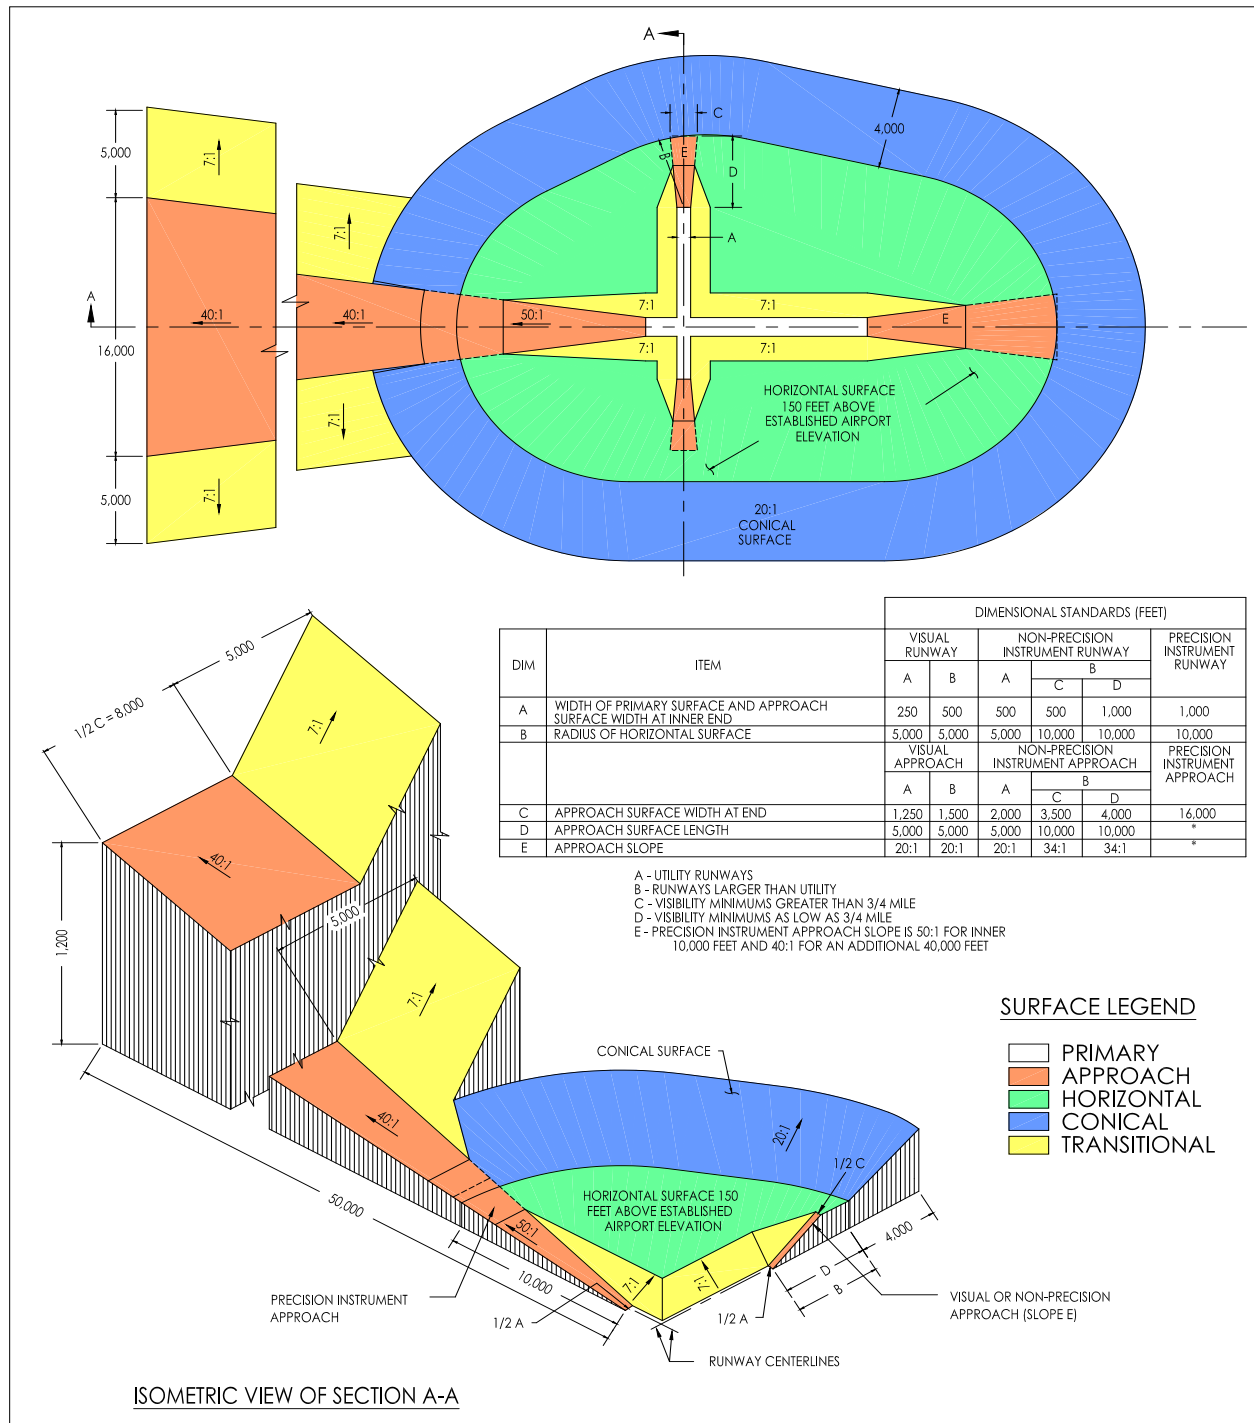 A
C
5,000
4,000
7:1
E
B
D
7:1
A
A
7:1
7:1
40:1
40:1
50:1
E
16,000
7:1
7:1
HORIZONTAL SURFACE
150 FEET ABOVE
ESTABLISHED AIRPORT
ELEVATION
7:1
5,000
7:1
20:1
CONICAL
SURFACE
DIMENSIONAL STANDARDS (FEET)
DIM
ITEM
VISUAL
RUNWAY
NON-PRECISION
INSTRUMENT RUNWAY
PRECISION
INSTRUMENT
RUNWAY
A
B
A
B
C
D
A
WIDTH OF PRIMARY SURFACE AND APPROACH
SURFACE WIDTH AT INNER END
250
500
500
500
1,000
1,000
B
RADIUS OF HORIZONTAL SURFACE
5,000
5,000
5,000
10,000
10,000
10,000
VISUAL
APPROACH
NON-PRECISION
INSTRUMENT APPROACH
PRECISION
INSTRUMENT
APPROACH
A
B
A
B
C
D
C
APPROACH SURFACE WIDTH AT END
1,250
1,500
2,000
3,500
4,000
16,000
D
APPROACH SURFACE LENGTH
5,000
5,000
5,000
10,000
10,000
*
E
APPROACH SLOPE
20:1
20:1
20:1
34:1
34:1
*
A - UTILITY RUNWAYS
B - RUNWAYS LARGER THAN UTILITY
C - VISIBILITY MINIMUMS GREATER THAN 3/4 MILE
D - VISIBILITY MINIMUMS AS LOW AS 3/4 MILE
E - PRECISION INSTRUMENT APPROACH SLOPE IS 50:1 FOR INNER
10,000 FEET AND 40:1 FOR AN ADDITIONAL 40,000 FEET
5,000
1/2 C = 8,000
7:1
40:1
5,000
1,200
7:1
40:1
50,000
50:1
10,000
PRECISION INSTRUMENT
APPROACH
1/2 A
7:1
7:1
CONICAL SURFACE
20:1
1/2 C
HORIZONTAL SURFACE 150
FEET ABOVE ESTABLISHED
AIRPORT ELEVATION
4,000
D
B
1/2 A
VISUAL OR NON-PRECISION
APPROACH (SLOPE E)
RUNWAY CENTERLINES
SURFACE LEGEND
PRIMARY
APPROACH
HORIZONTAL
CONICAL
TRANSITIONAL
ISOMETRIC VIEW OF SECTION A-A